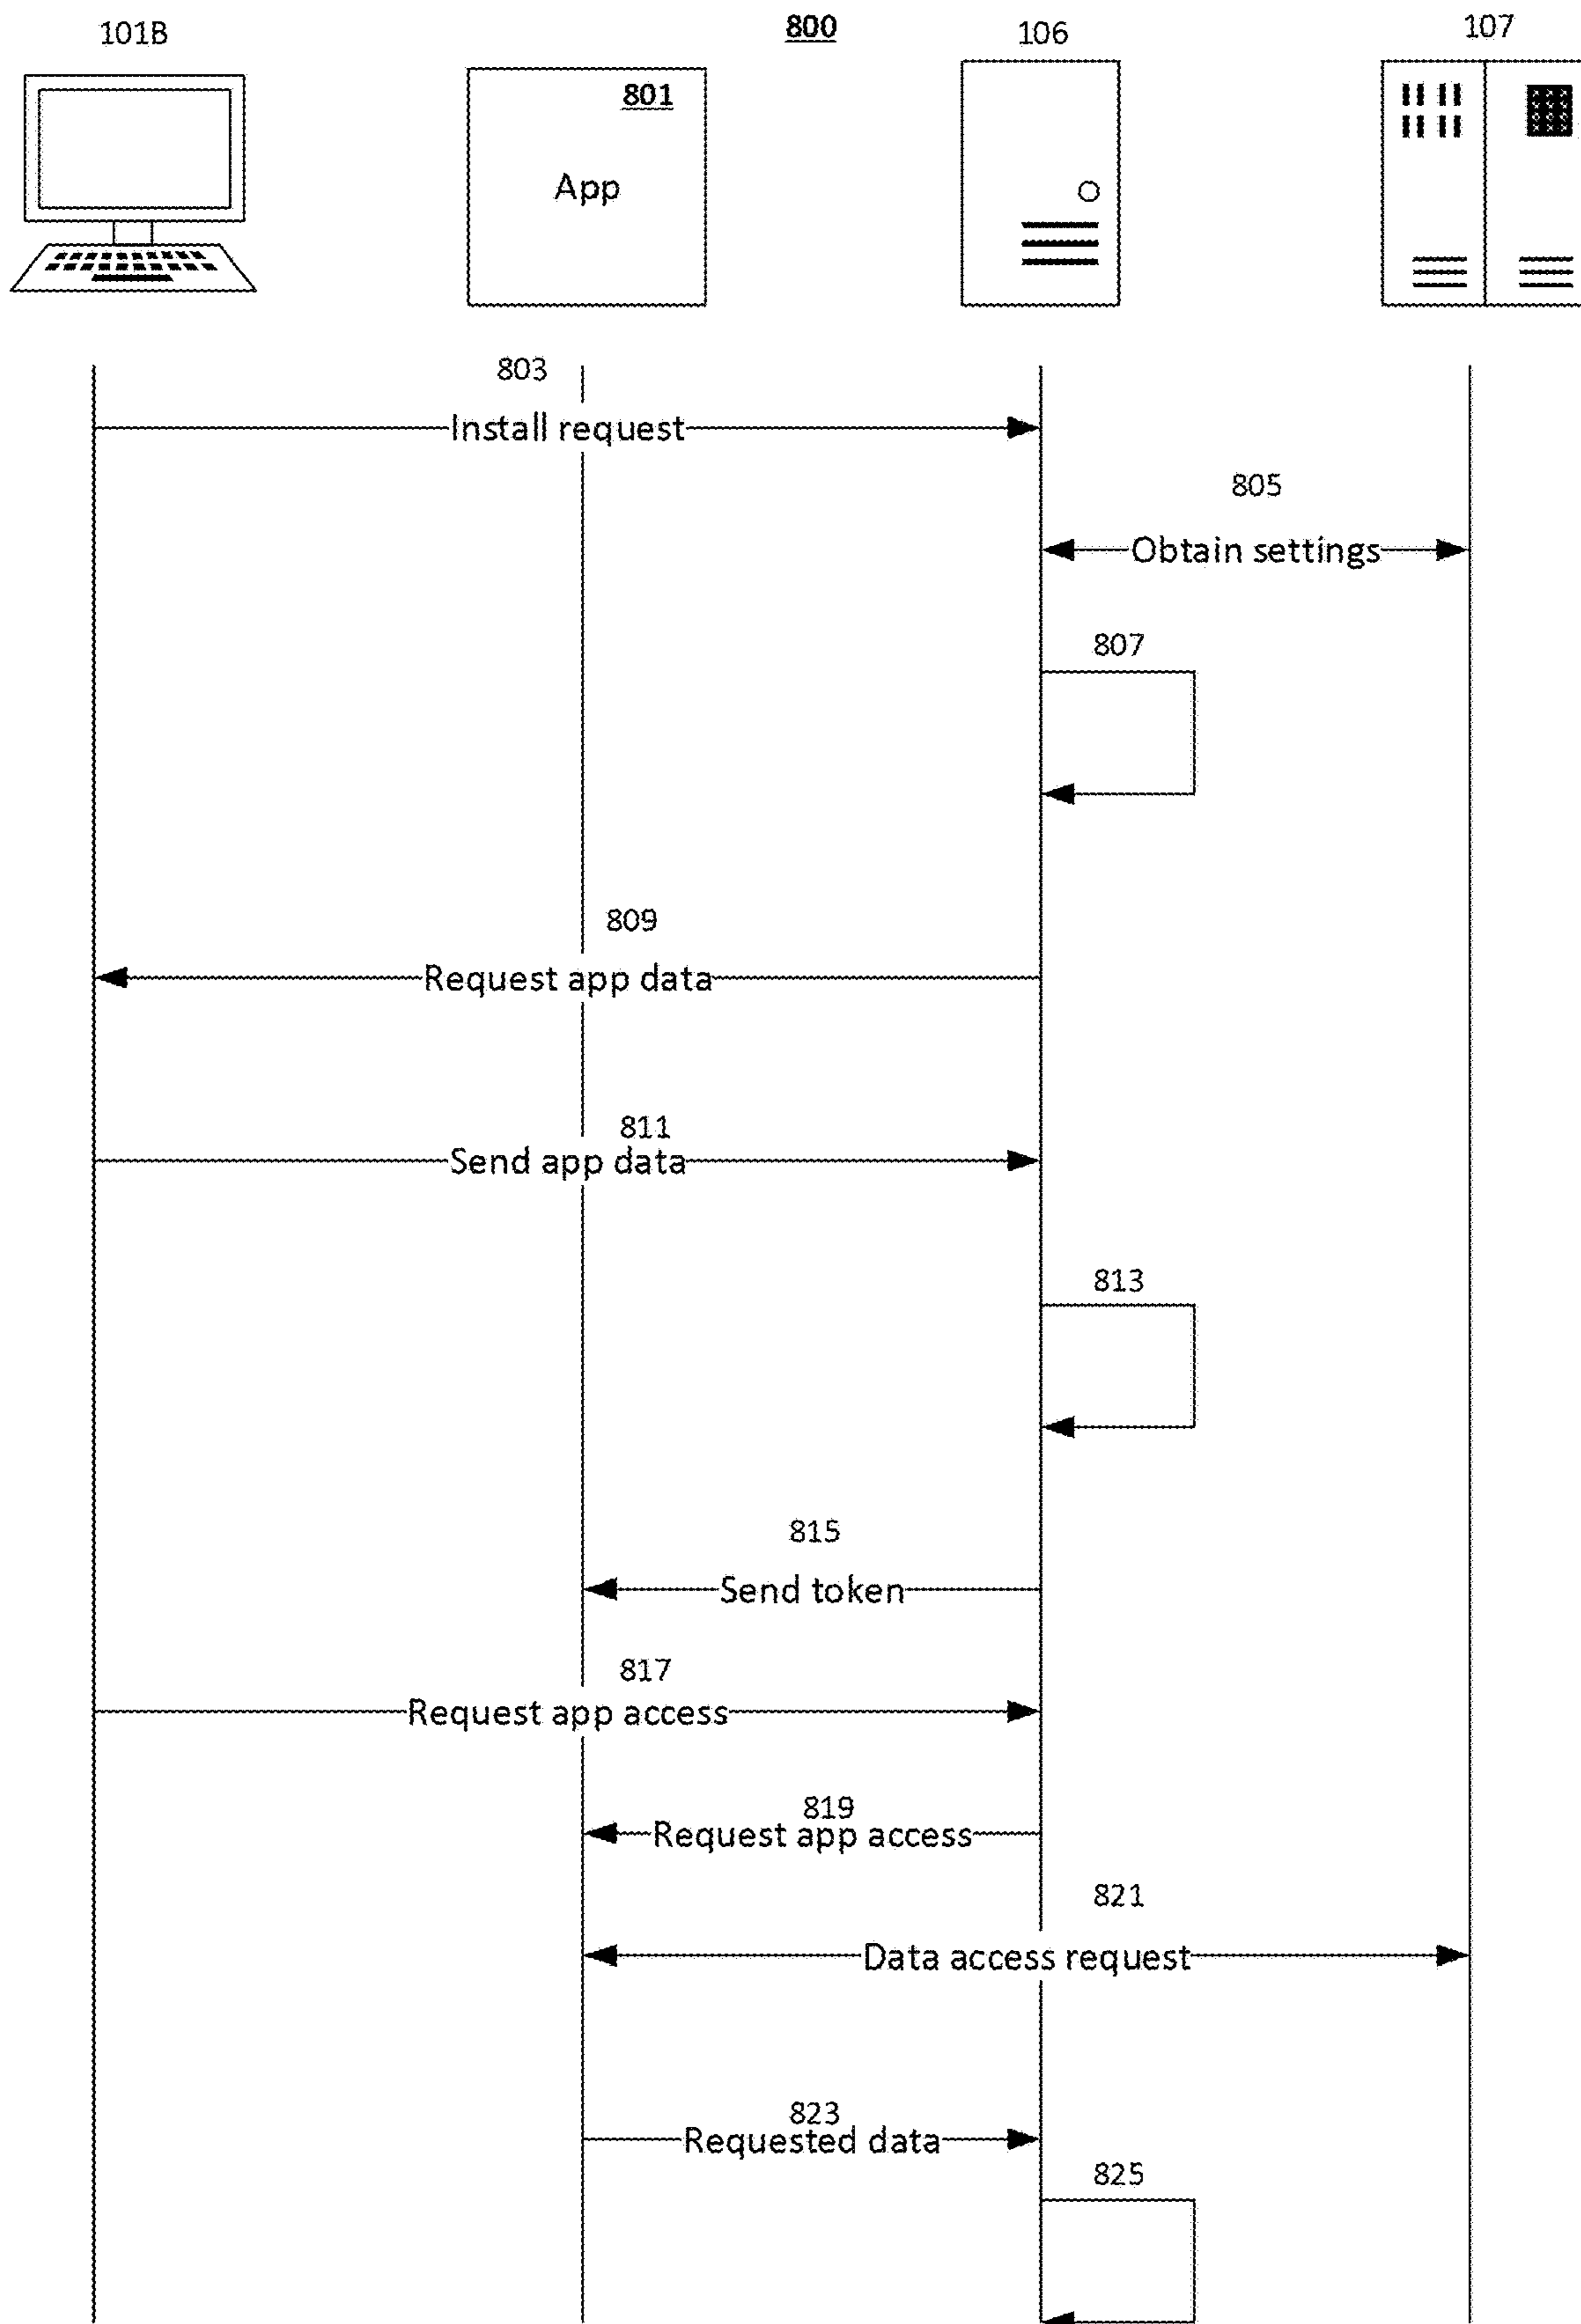 800
101B
106
107
801
App
803
Install request
805
Obtain settings
807
809
Request app data
811
Send app data
813
815
Send token
817
Request app access
819
Request app access
821
Data access request
823
Requested data
825